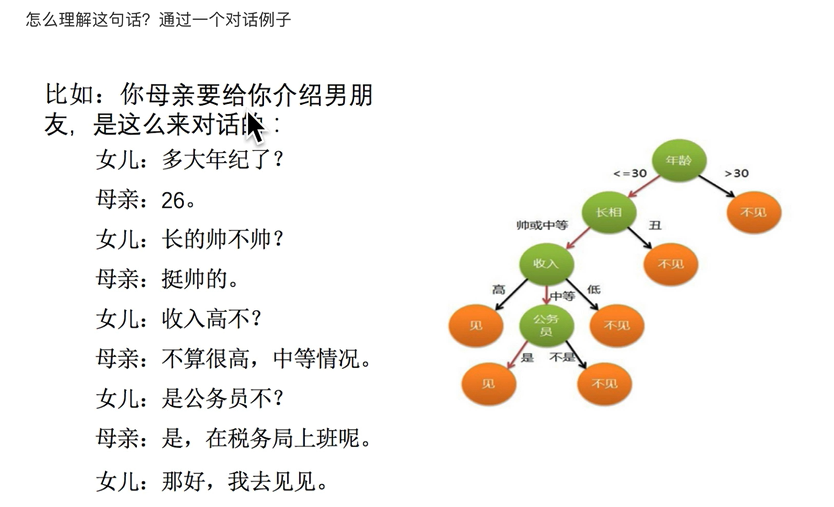 怎么理解这句话？通过一个对话例子
比如：你母亲要给你介绍男朋
友，是这么来对话的：
女儿：多大年纪了？
母亲：26。
女儿：长的帅不帅？
母亲：挺帅的。
女儿：收入高不？
母亲：不算很高，中等情况。
女儿：是公务员不？
母亲：是，在税务局上班呢。
女儿：那好，我去见见。
年龄
<=30
>30
长相
不见
帅或中等
丑
收入
不见
高
中等
低
见
公务
员
不见
是
不是
见
不见